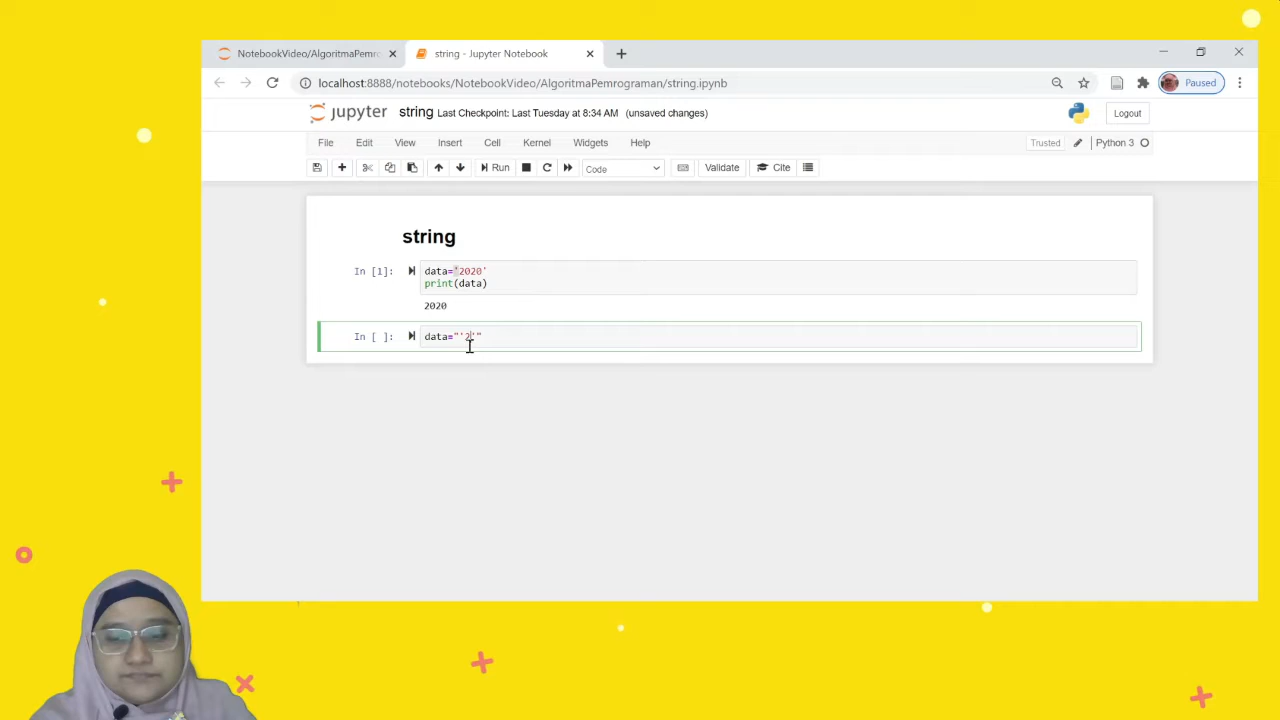 NotebookVideo/AlgoritmaPemro
string - Jupyter Notebook
localhost:8888/notebooks/NotebookVideo/AlgoritmaPemrograman/string.ipynb
Paused
jupyter string Last Checkpoint: Last Tuesday at 8:34 AM (unsaved changes)
Logout
File Edit View Insert Cell Kernel Widgets Help
Trusted
Python 3
Run
Code
Validate
Cite
string
In [1]:
data='2020'
print(data)
2020
In [ ]:
data="'2'"